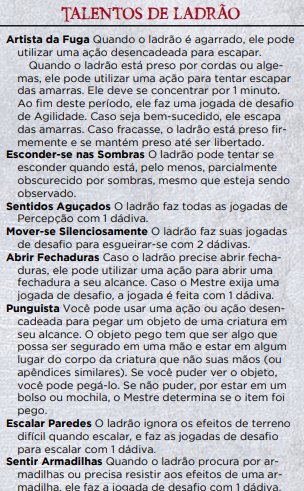 TALENTOS DE LADRÃO
Artista da Fuga Quando o ladrão é agarrado, ele pode
utilizar uma ação desencadeada para escapar.
Quando o ladrão está preso por cordas ou alge-
mas, ele pode utilizar uma ação para tentar escapar
das amarras. Ele deve se concentrar por 1 minuto.
Ao fim deste período, ele faz uma jogada de desafio
de Agilidade. Caso seja bem-sucedido, ele escapa
das amarras. Caso fracasse, o ladrão está preso fir-
memente e se mantém preso até ser libertado.
Esconder-se nas Sombras O ladrão pode tentar se
esconder quando está, pelo menos, parcialmente
obscurecido por sombras, mesmo que esteja sendo
observado.
Sentidos Aguçados O ladrão faz todas as jogadas de
Percepção com 1 dádiva.
Mover-se Silenciosamente O ladrão faz suas jogadas
de desafio para esgueirar-se com 2 dádivas.
Abrir Fechaduras Caso o ladrão precise abrir fecha-
duras, ele pode utilizar uma ação para abrir uma
fechadura a seu alcance. Caso o Mestre exija uma
jogada de desafio, a jogada é feita com 1 dádiva.
Punguista Você pode usar uma ação ou ação desen-
cadeada para pegar um objeto de uma criatura em
seu alcance. O objeto pego tem que ser algo que
possa ser segurado em uma mão e estar em algum
lugar do corpo da criatura que não suas mãos (ou
apêndices similares). Se você puder ver o objeto,
você pode pegá-lo. Se não puder, por estar em um
bolso ou mochila, o Mestre determina se o item foi
pego.
Escalar Paredes O ladrão ignora os efeitos de terreno
difícil quando escalar, e faz as jogadas de desafio
para escalar com 1 dádiva.
Sentir Armadilhas Quando o ladrão procura por ar-
madilhas ou precisa resistir aos efeitos de uma ar-
madilha, ele faz a jogada de desafio com 1 dádiva.